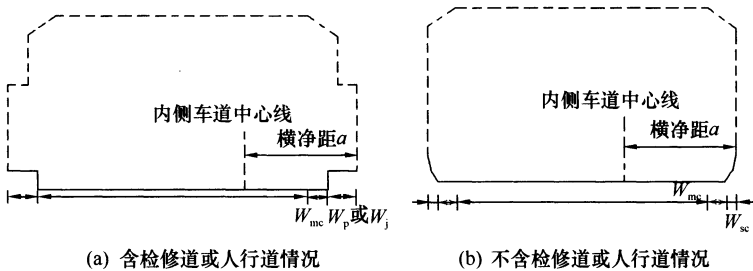 内侧车道中心线
横净距a
W_mc W_p或W_j
(a) 含检修道或人行道情况
内侧车道中心线
横净距a
W_mc
W_sc
(b) 不含检修道或人行道情况